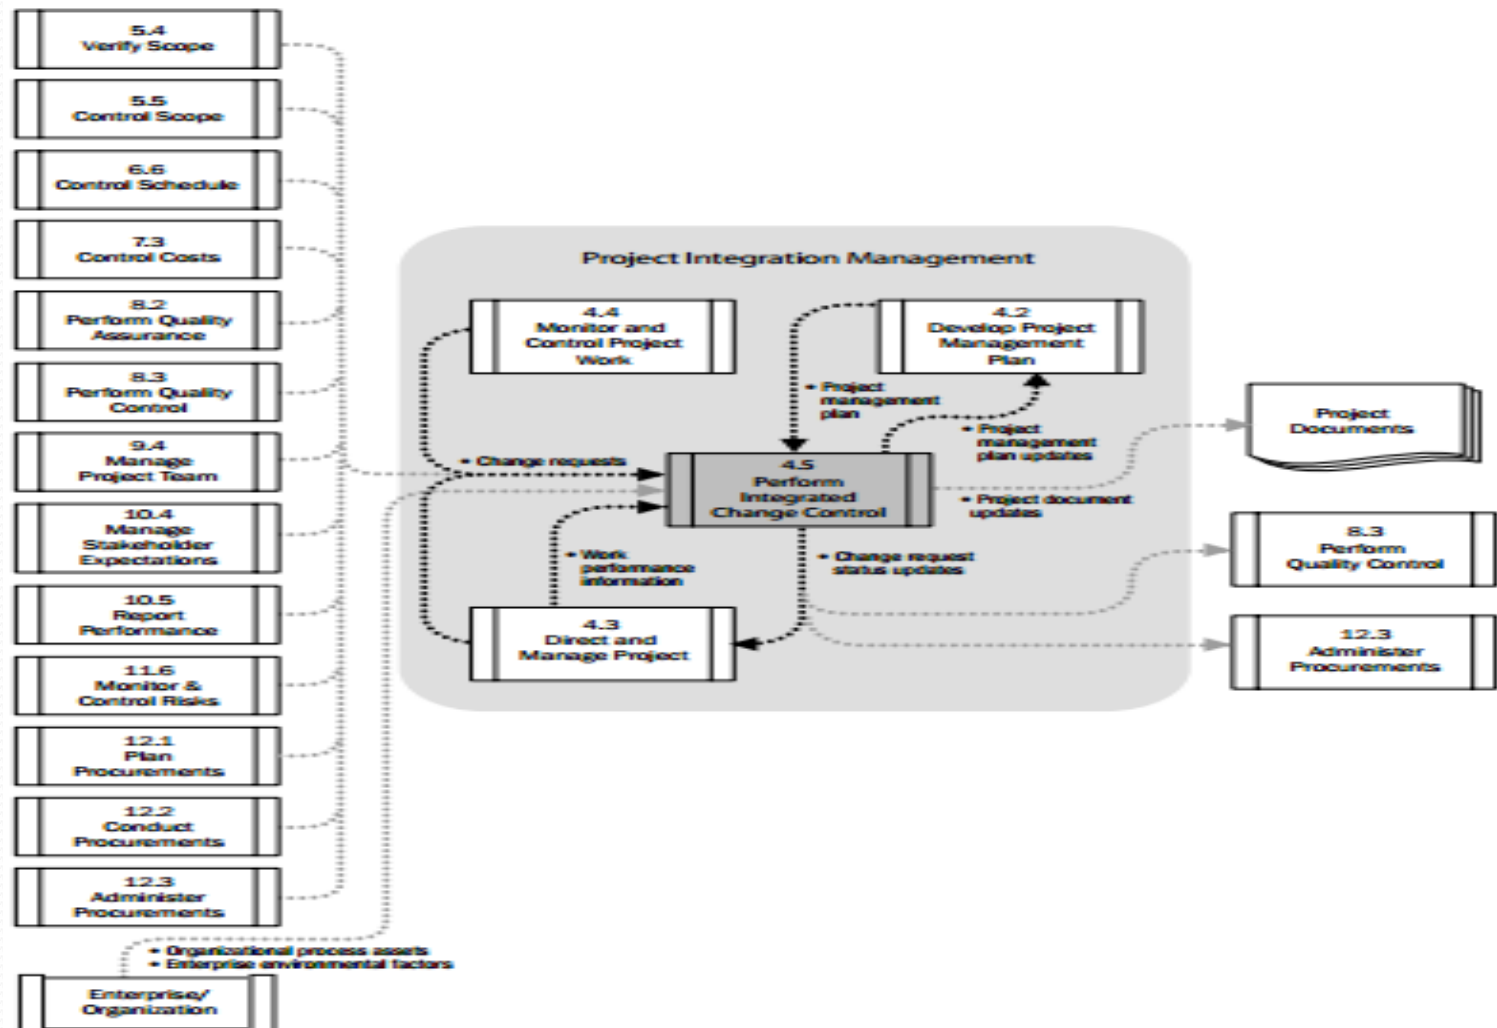 5.4
Verify Scope
5.5
Control Scope
6.6
Control Schedule
7.3
Control Costs
8.2
Perform Quality
Assurance
8.3
Perform Quality
Control
9.4
Manage
Project Team
10.4
Manage
Stakeholder
Expectations
10.5
Report
Performance
11.6
Monitor &
Control Risks
12.1
Plan
Procurements
12.2
Conduct
Procurements
12.3
Administer
Procurements
• Organizational process assets
• Enterprise environmental factors
Enterprise/
Organization
Project Integration Management
4.4
Monitor and
Control Project
Work
4.2
Develop Project
Management
Plan
• Project
management
plan
• Project
management
plan updates
• Change requests
4.5
Perform
Integrated
Change Control
• Project document
updates
• Work
performance
information
• Change request
status updates
4.3
Direct and
Manage Project
Project
Documents
8.3
Perform
Quality Control
12.3
Administer
Procurements